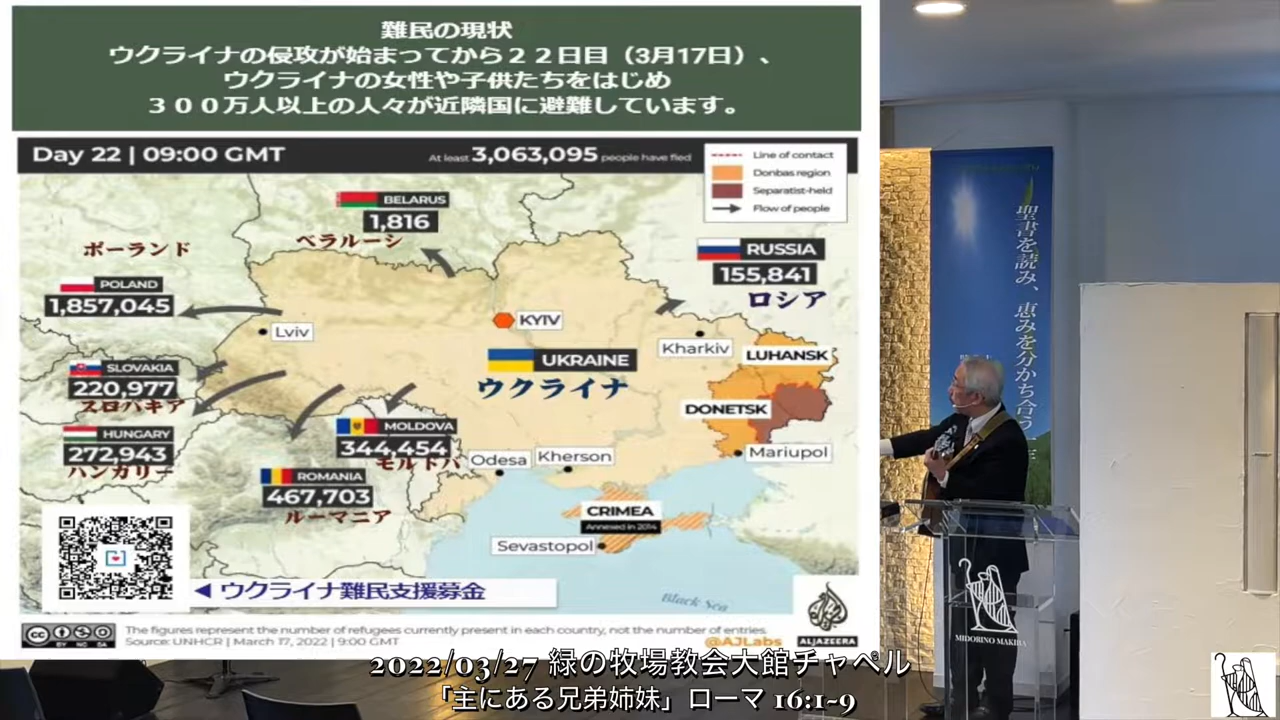 難民の現状
ウクライナの侵攻が始まってから２２日目（3月17日）、
ウクライナの女性や子供たちをはじめ
３００万人以上の人々が近隣国に避難しています。
Day 22 | 09:00 GMT
At least 3,063,095 people have fled
Line of contact
Donbas region
Separatist-held
Flow of people
BELARUS
1,816
ベラルーシ
ポーランド
POLAND
1,857,045
RUSSIA
155,841
ロシア
Lviv
KYIV
Kharkiv
UKRAINE
ウクライナ
LUHANSK
SLOVAKIA
220,977
スロバキア
DONETSK
HUNGARY
272,943
ハンガリー
MOLDOVA
344,454
モルドバ
Odesa
Kherson
Mariupol
ROMANIA
467,703
ルーマニア
CRIMEA
Annexed in 2014
Sevastopol
◀ ウクライナ難民支援募金
Black Sea
The figures represent the number of refugees currently present in each country, not the number of entries.
Source: UNHCR | March 17, 2022 | 9:00 GMT
@AJLabs
ALJAZEERA
CC BY NC SA
聖書を読み、恵みを分かち合う
MIDORINO MAKIBA
2022/03/27 緑の牧場教会大館チャペル
「主にある兄弟姉妹」ローマ 16:1-9